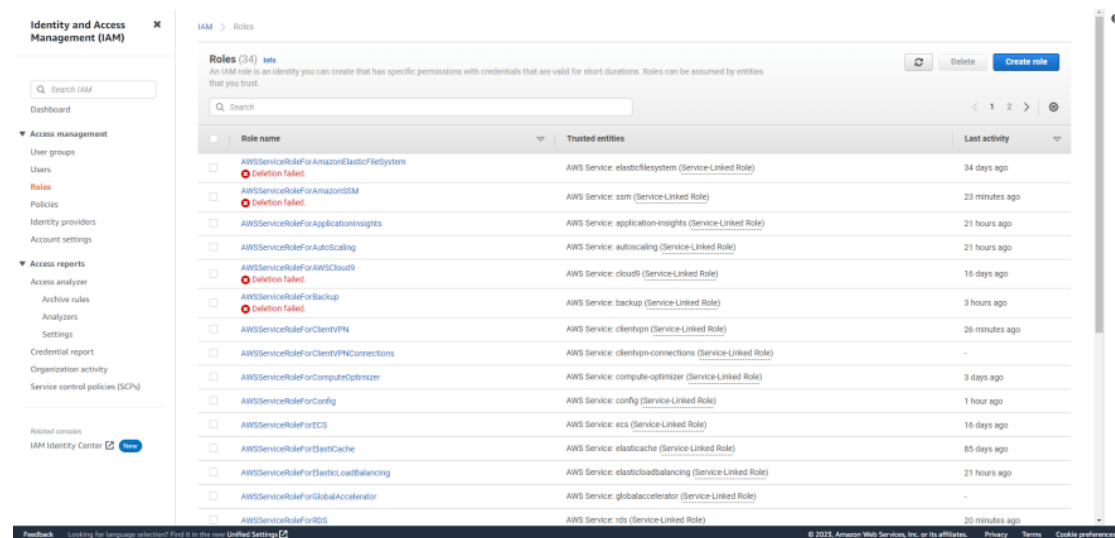 Identity and Access Management (IAM)
Search IAM
Dashboard
Access management
User groups
Users
Roles
Policies
Identity providers
Account settings
Access reports
Access analyzer
Archive rules
Analyzers
Settings
Credential report
Organization activity
Service control policies (SCPs)
Related consoles
IAM Identity Center New
IAM > Roles
Roles (34) Info
An IAM role is an identity you can create that has specific permissions with credentials that are valid for short durations. Roles can be assumed by entities
that you trust.
Delete
Create role
Search
1 2
Role name Trusted entities Last activity
AWSServiceRoleForAmazonElasticFileSystem
Deletion failed.
AWS Service: elasticfilesystem (Service-Linked Role) 34 days ago
AWSServiceRoleForAmazonSSM
Deletion failed.
AWS Service: ssm (Service-Linked Role) 23 minutes ago
AWSServiceRoleForApplicationInsights AWS Service: application-insights (Service-Linked Role) 21 hours ago
AWSServiceRoleForAutoScaling AWS Service: autoscaling (Service-Linked Role) 21 hours ago
AWSServiceRoleForAWSCloud9
Deletion failed.
AWS Service: cloud9 (Service-Linked Role) 16 days ago
AWSServiceRoleForBackup
Deletion failed.
AWS Service: backup (Service-Linked Role) 3 hours ago
AWSServiceRoleForClientVPN AWS Service: clientvpn (Service-Linked Role) 26 minutes ago
AWSServiceRoleForClientVPNConnections AWS Service: clientvpn-connections (Service-Linked Role) -
AWSServiceRoleForComputeOptimizer AWS Service: compute-optimizer (Service-Linked Role) 3 days ago
AWSServiceRoleForConfig AWS Service: config (Service-Linked Role) 1 hour ago
AWSServiceRoleForECS AWS Service: ecs (Service-Linked Role) 16 days ago
AWSServiceRoleForElastiCache AWS Service: elasticache (Service-Linked Role) 85 days ago
AWSServiceRoleForElasticLoadBalancing AWS Service: elasticloadbalancing (Service-Linked Role) 21 hours ago
AWSServiceRoleForGlobalAccelerator AWS Service: globalaccelerator (Service-Linked Role) -
AWSServiceRoleForRDS AWS Service: rds (Service-Linked Role) 20 minutes ago
Feedback Looking for language selection? Find it in the new Unified Settings © 2023, Amazon Web Services, Inc. or its affiliates. Privacy Terms Cookie preferences